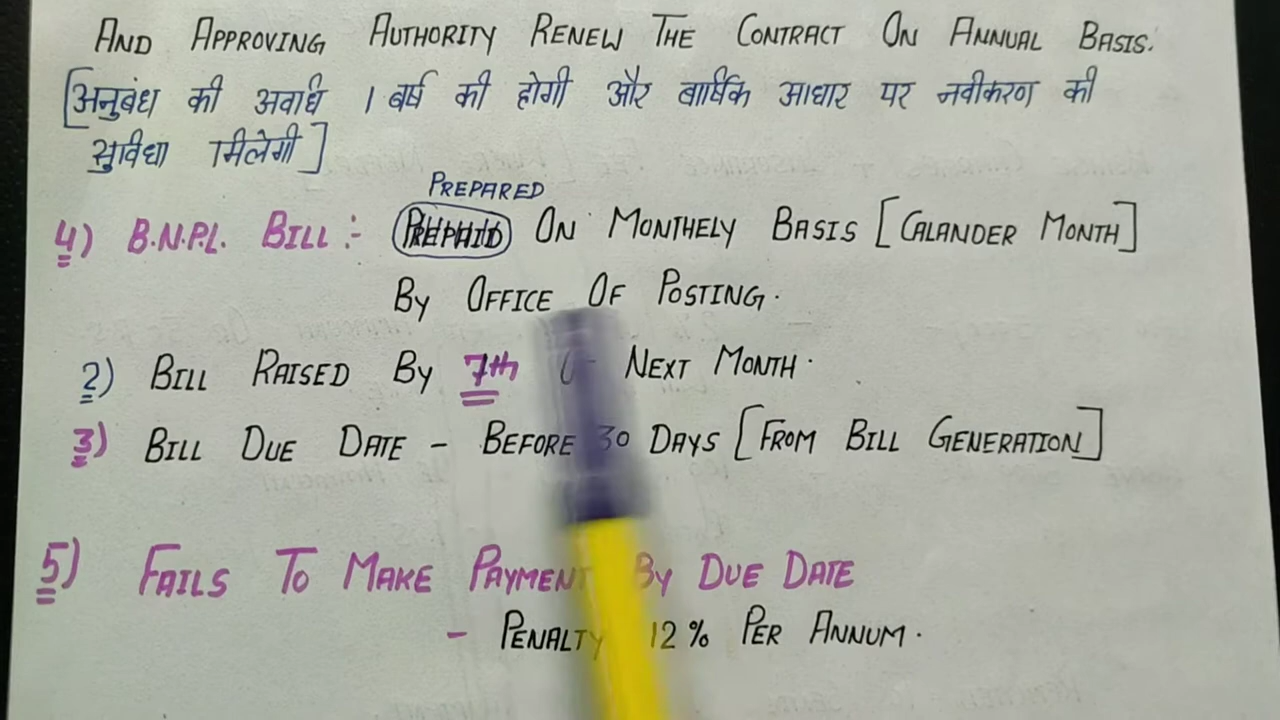 AND APPROVING AUTHORITY RENEW THE CONTRACT ON ANNUAL BASIS.
[अनुबंध की अवधि 1 वर्ष की होगी और वार्षिक आधार पर नवीकरण की
सुविधा मिलेगी]
PREPARED
4) B.N.P.L. BILL:- PREPAID ON MONTHELY BASIS [CALANDER MONTH]
BY OFFICE OF POSTING.
2) BILL RAISED BY 7th NEXT MONTH.
3) BILL DUE DATE - BEFORE 30 DAYS [FROM BILL GENERATION]
5) FAILS TO MAKE PAYMENT BY DUE DATE
- PENALTY 12% PER ANNUM.